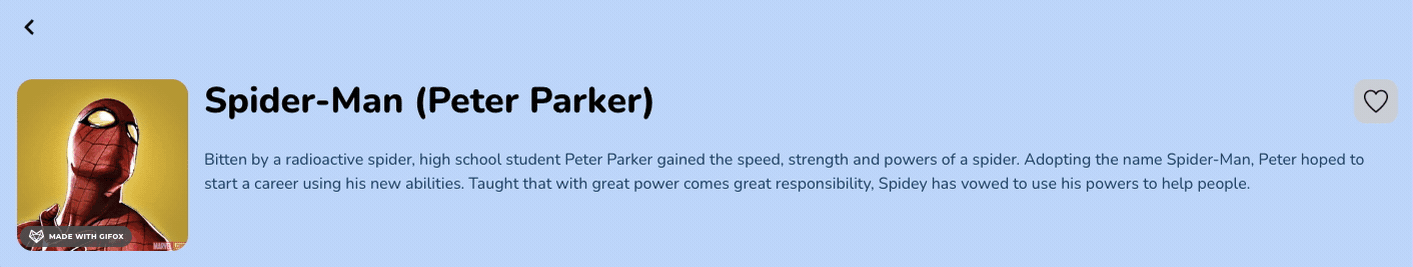 Spider-Man (Peter Parker)
Bitten by a radioactive spider, high school student Peter Parker gained the speed, strength and powers of a spider. Adopting the name Spider-Man, Peter hoped to
start a career using his new abilities. Taught that with great power comes great responsibility, Spidey has vowed to use his powers to help people.
MADE WITH GIFOX
MARVEL